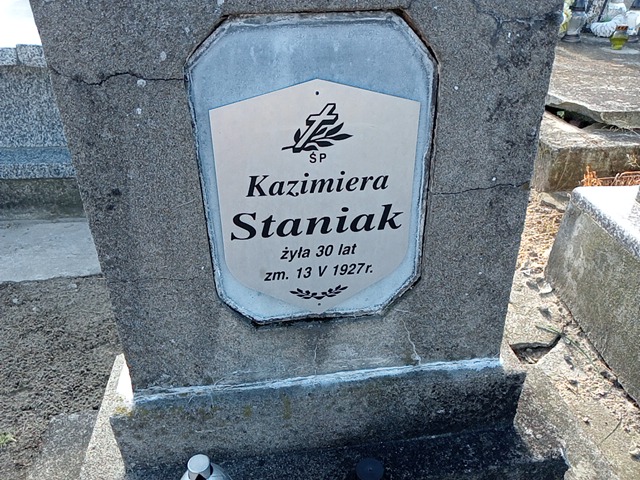 ŚP
Kazimiera
Staniak
żyła 30 lat
zm. 13 V 1927r.